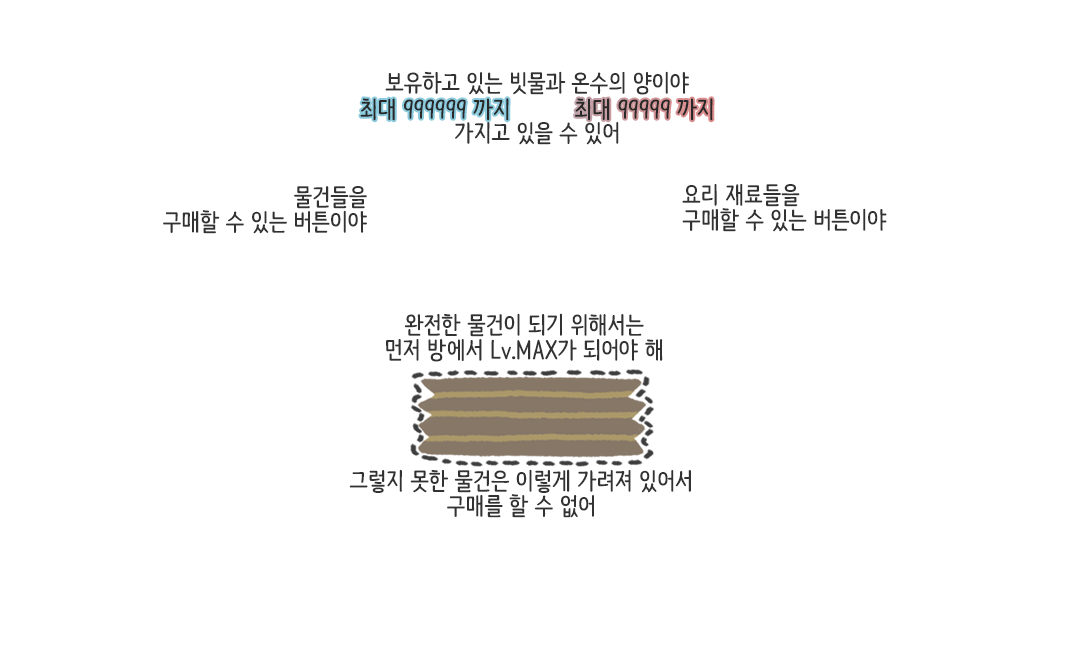 보유하고 있는 빗물과 온수의 양이야
최대 999999 까지 최대 99999 까지
가지고 있을 수 있어
물건들을
구매할 수 있는 버튼이야
요리 재료들을
구매할 수 있는 버튼이야
완전한 물건이 되기 위해서는
먼저 방에서 Lv.MAX가 되어야 해
그렇지 못한 물건은 이렇게 가려져 있어서
구매를 할 수 없어